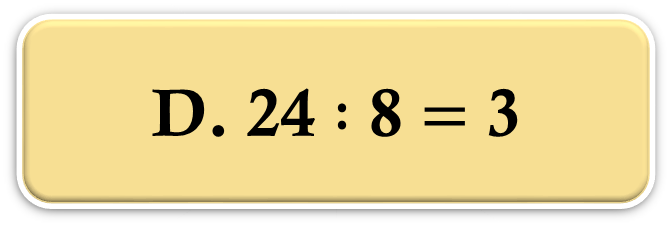 D. 24 : 8 = 3